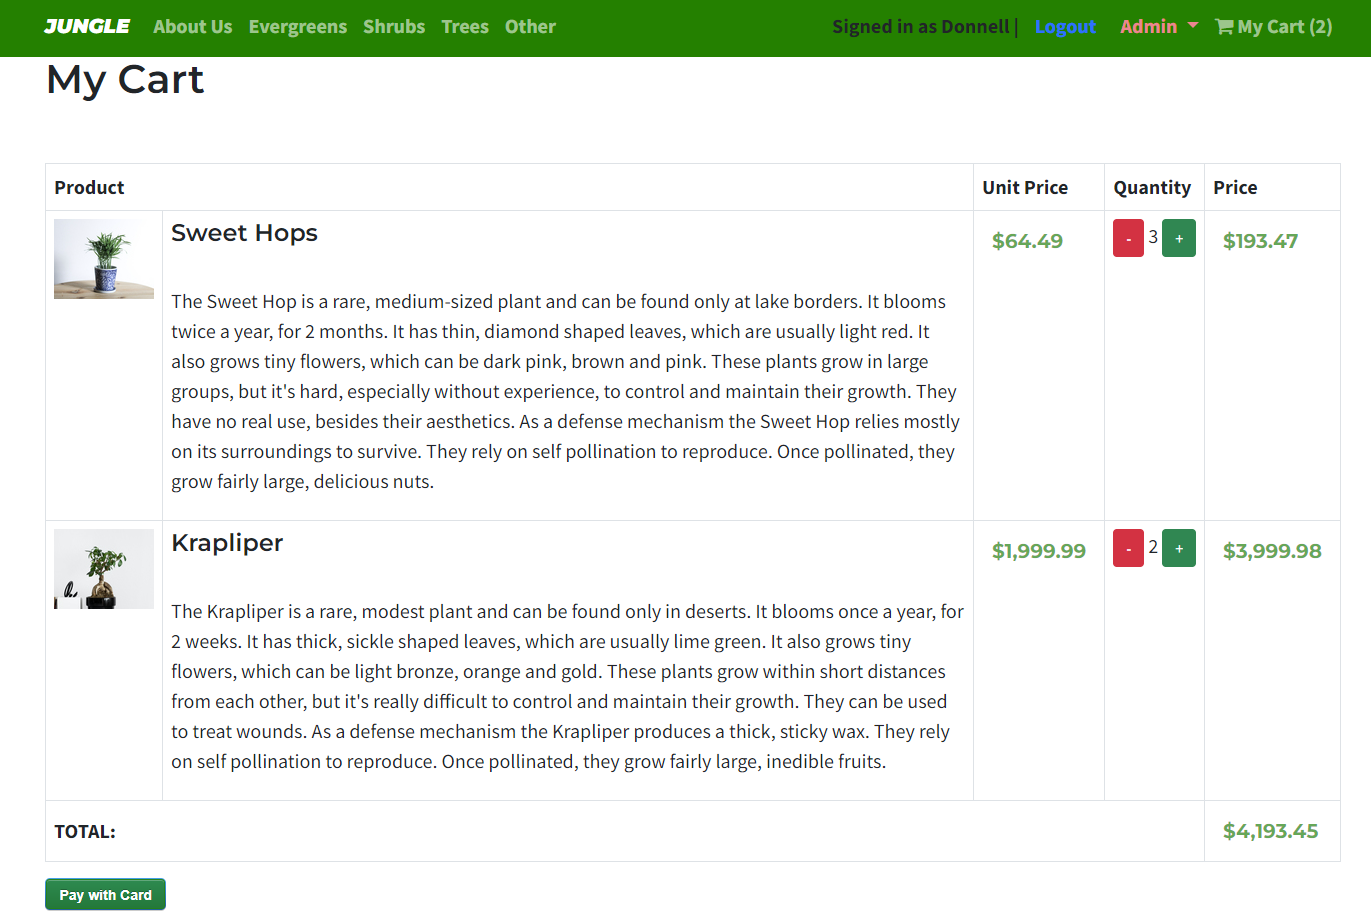 JUNGLE About Us Evergreens Shrubs Trees Other Signed in as Donnell | Logout Admin My Cart (2)
My Cart
Product Unit Price Quantity Price
Sweet Hops $64.49 - 3 + $193.47
The Sweet Hop is a rare, medium-sized plant and can be found only at lake borders. It blooms
twice a year, for 2 months. It has thin, diamond shaped leaves, which are usually light red. It
also grows tiny flowers, which can be dark pink, brown and pink. These plants grow in large
groups, but it's hard, especially without experience, to control and maintain their growth. They
have no real use, besides their aesthetics. As a defense mechanism the Sweet Hop relies mostly
on its surroundings to survive. They rely on self pollination to reproduce. Once pollinated, they
grow fairly large, delicious nuts.
Krapliper $1,999.99 - 2 + $3,999.98
The Krapliper is a rare, modest plant and can be found only in deserts. It blooms once a year, for
2 weeks. It has thick, sickle shaped leaves, which are usually lime green. It also grows tiny
flowers, which can be light bronze, orange and gold. These plants grow within short distances
from each other, but it's really difficult to control and maintain their growth. They can be used
to treat wounds. As a defense mechanism the Krapliper produces a thick, sticky wax. They rely
on self pollination to reproduce. Once pollinated, they grow fairly large, inedible fruits.
TOTAL: $4,193.45
Pay with Card